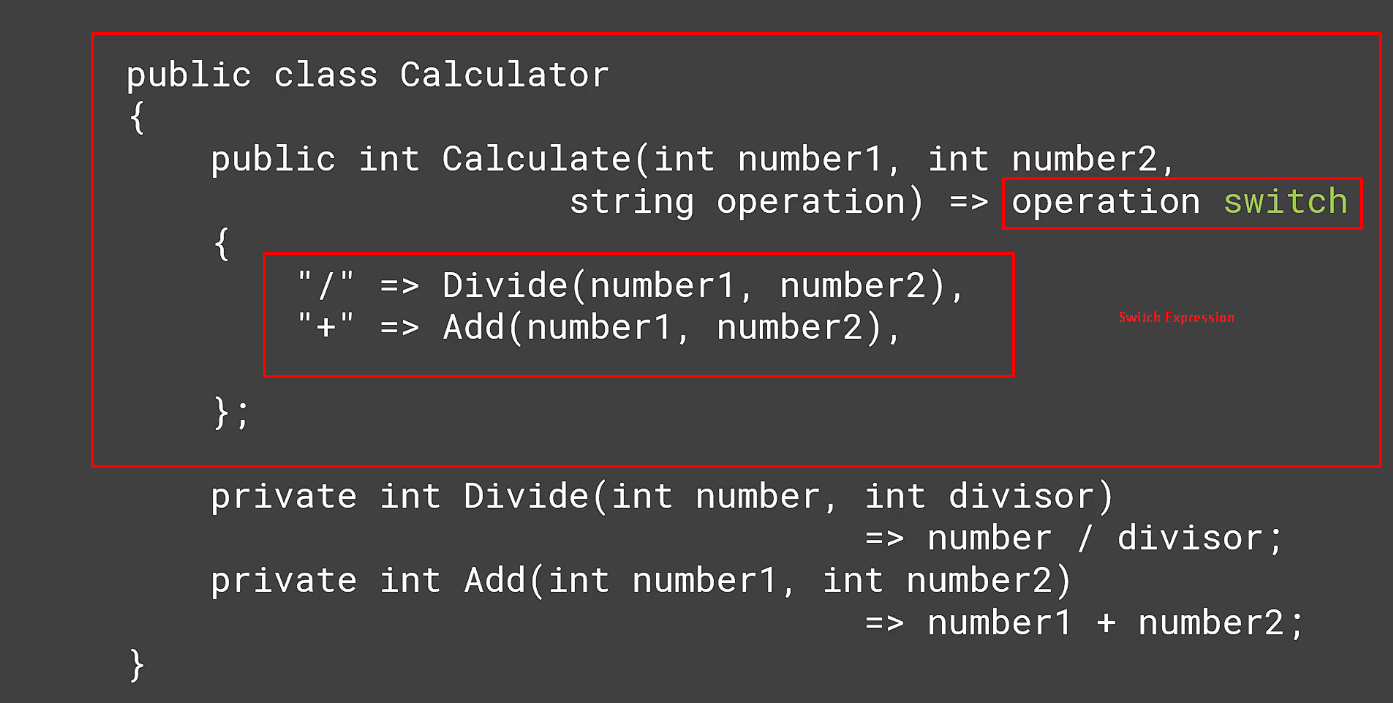 public class Calculator
{
public int Calculate(int number1, int number2,
string operation) => operation switch
{
"/" => Divide(number1, number2),
"+" => Add(number1, number2),
Switch Expression
};
private int Divide(int number, int divisor)
=> number / divisor;
private int Add(int number1, int number2)
=> number1 + number2;
}